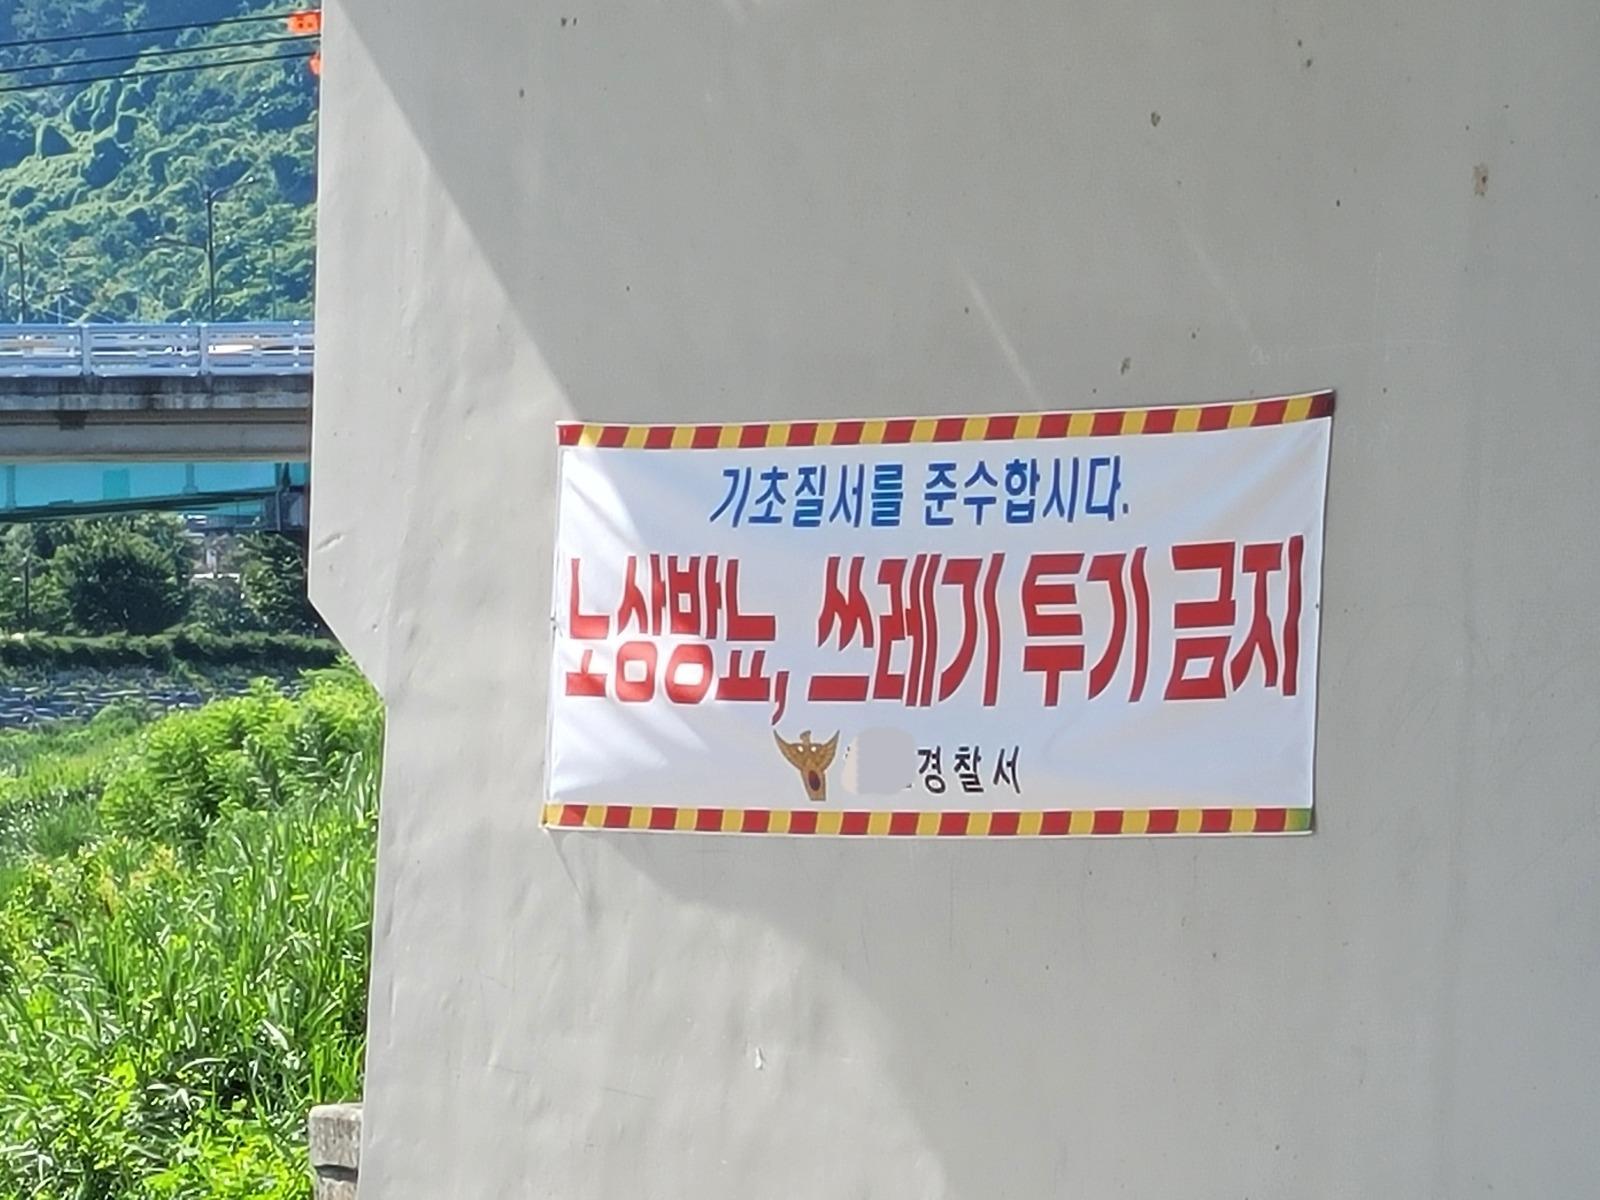 기초질서를 준수합시다.
노상방뇨, 쓰레기 투기 금지
경찰서